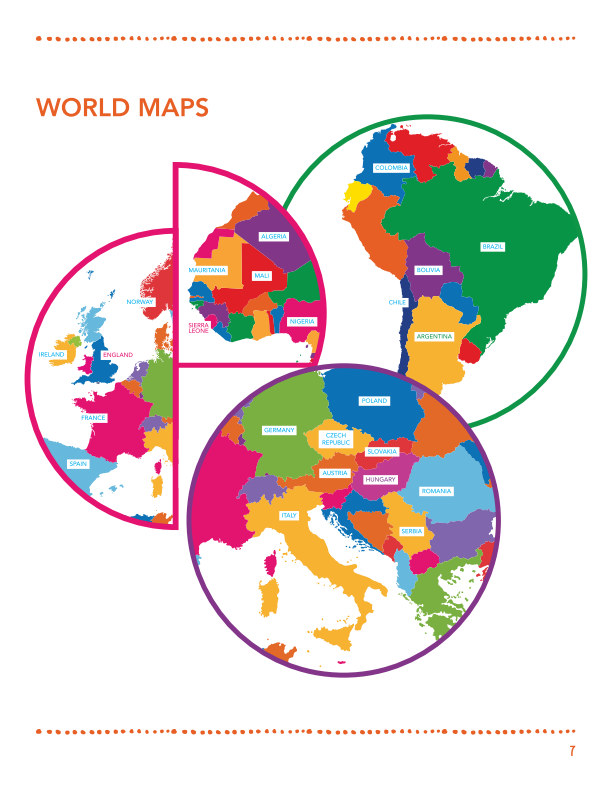 WORLD MAPS
COLOMBIA
BRAZIL
BOLIVIA
CHILE
ARGENTINA
ALGERIA
MAURITANIA
MALI
SIERRA
LEONE
NIGERIA
NORWAY
IRELAND
ENGLAND
FRANCE
SPAIN
POLAND
GERMANY
CZECH
REPUBLIC
SLOVAKIA
AUSTRIA
HUNGARY
ROMANIA
ITALY
SERBIA
7